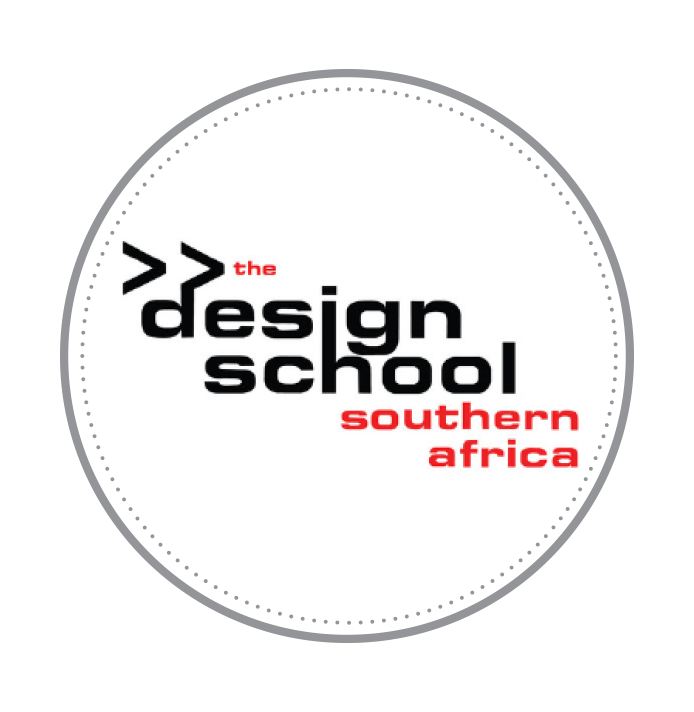 >> the
design
school
southern
africa